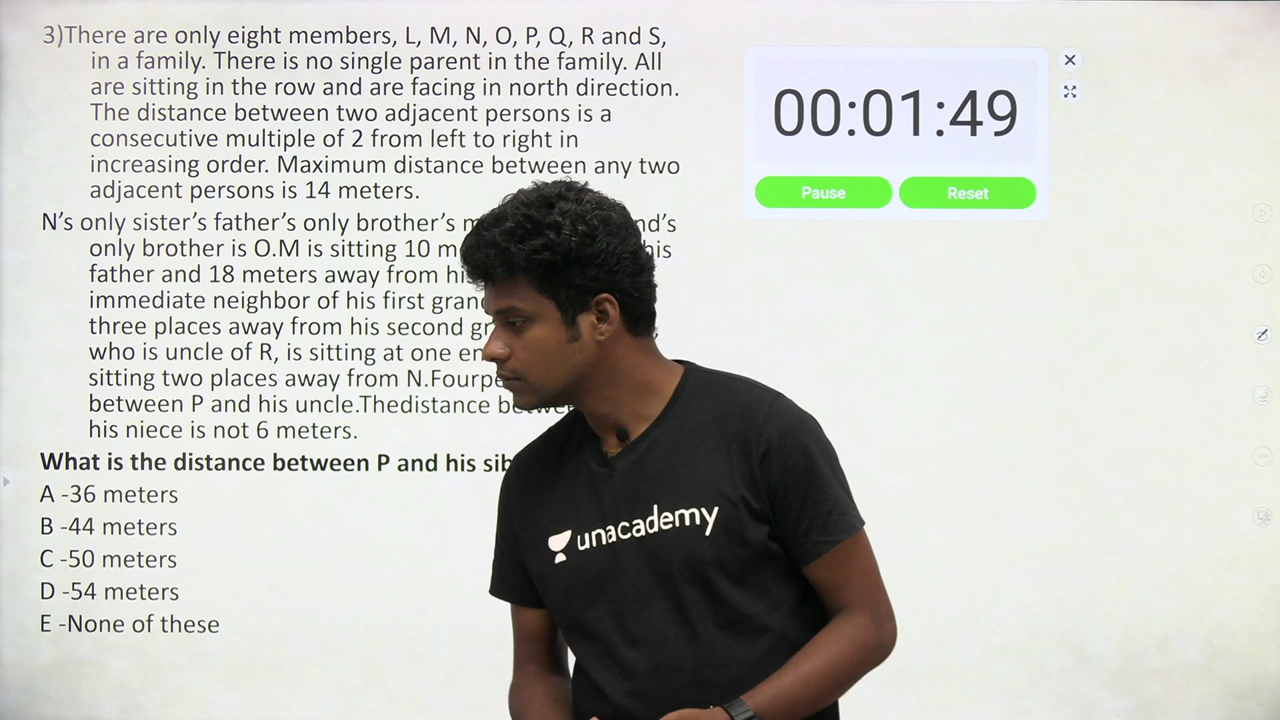 3)There are only eight members, L, M, N, O, P, Q, R and S,
in a family. There is no single parent in the family. All
are sitting in the row and are facing in north direction.
The distance between two adjacent persons is a
consecutive multiple of 2 from left to right in
increasing order. Maximum distance between any two
adjacent persons is 14 meters.
N's only sister's father's only brother's
only brother is O.M is sitting 10
father and 18 meters away from
immediate neighbor of his first
three places away from his second
who is uncle of R, is sitting at one
sitting two places away from
between P and his uncle.Thedistance
his niece is not 6 meters.
What is the distance between P and his
A -36 meters
B -44 meters
C -50 meters
D -54 meters
E -None of these
00:01:49
Pause
Reset
unacademy